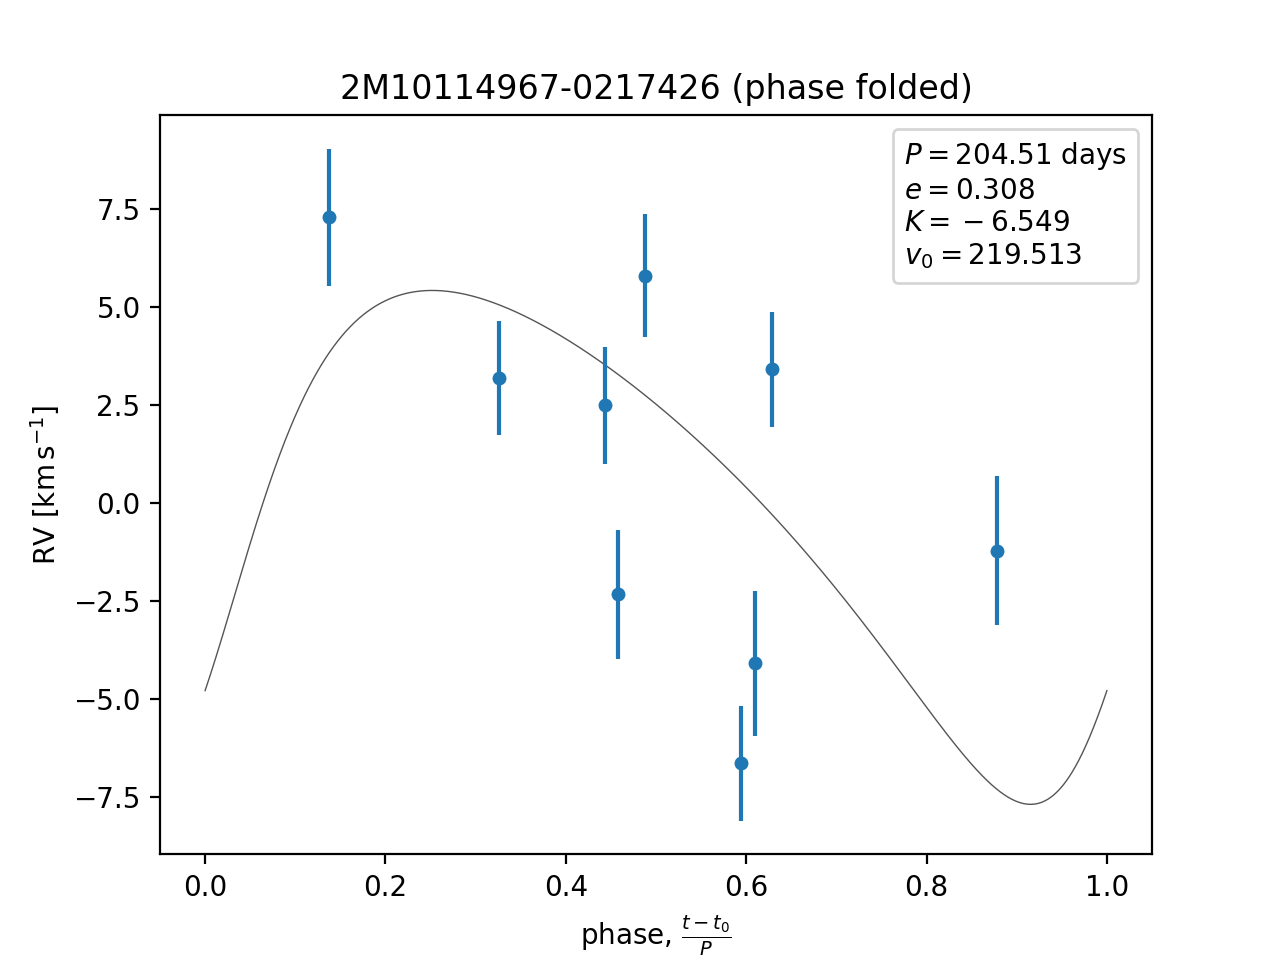 2M10114967-0217426 (phase folded)
P = 204.51 days
e = 0.308
K = −6.549
v₀ = 219.513
RV [km s⁻¹]
7.5
5.0
2.5
0.0
−2.5
−5.0
−7.5
0.0 0.2 0.4 0.6 0.8 1.0
phase, (t − t₀)/P